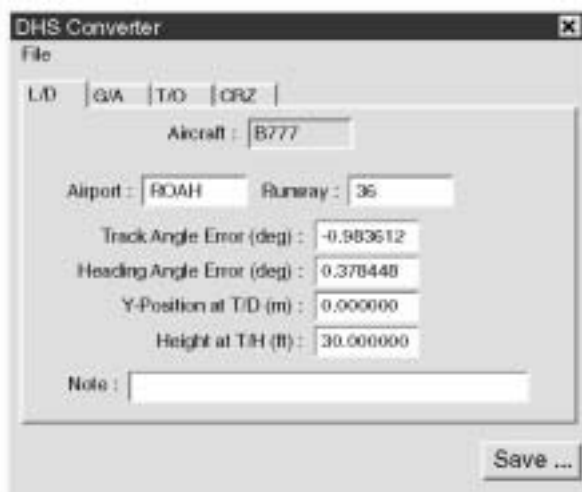 DHS Converter
File
L/D G/A T/O CRZ
Aircraft : B777
Airport : ROAH Runway : 36
Track Angle Error (deg) : -0.983612
Heading Angle Error (deg) : 0.378448
Y-Position at T/D (m) : 0.000000
Height at T/H (ft) : 30.000000
Note :
Save ...